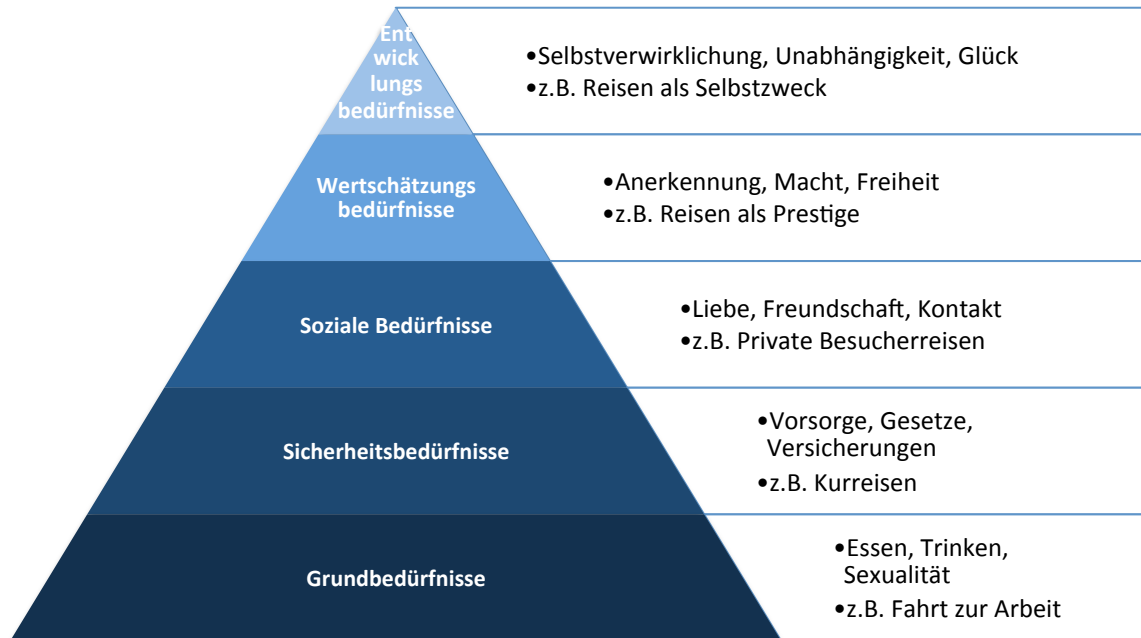 Ent
wick
lungs
bedürfnisse
•Selbstverwirklichung, Unabhängigkeit, Glück
•z.B. Reisen als Selbstzweck
Wertschätzungs
bedürfnisse
•Anerkennung, Macht, Freiheit
•z.B. Reisen als Prestige
Soziale Bedürfnisse
•Liebe, Freundschaft, Kontakt
•z.B. Private Besucherreisen
Sicherheitsbedürfnisse
•Vorsorge, Gesetze,
Versicherungen
•z.B. Kurreisen
Grundbedürfnisse
•Essen, Trinken,
Sexualität
•z.B. Fahrt zur Arbeit